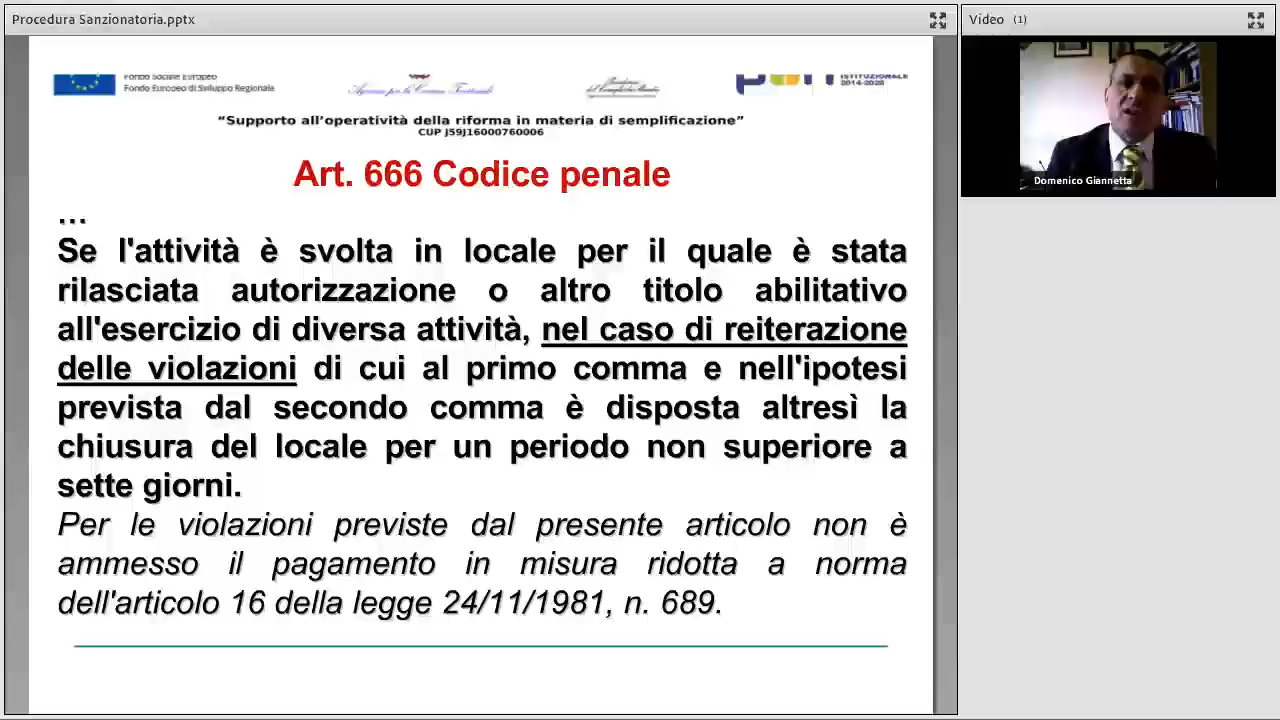 Procedura Sanzionatoria.pptx
Video (1)
Fondo Sociale Europeo
Fondo Europeo di Sviluppo Regionale
Agenzia per la Coesione Territoriale
ISTITUZIONALE
2014-2020
“Supporto all’operatività della riforma in materia di semplificazione”
CUP J59J16000760006
Art. 666 Codice penale
…
Se l'attività è svolta in locale per il quale è stata
rilasciata autorizzazione o altro titolo abilitativo
all'esercizio di diversa attività, nel caso di reiterazione
delle violazioni di cui al primo comma e nell'ipotesi
prevista dal secondo comma è disposta altresì la
chiusura del locale per un periodo non superiore a
sette giorni.
Per le violazioni previste dal presente articolo non è
ammesso il pagamento in misura ridotta a norma
dell'articolo 16 della legge 24/11/1981, n. 689.
Domenico Giannetta